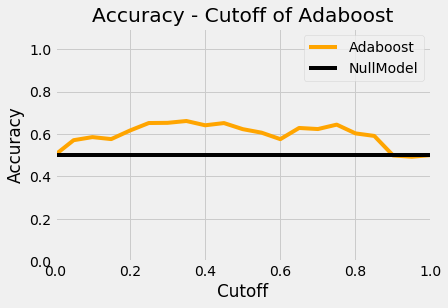 Accuracy - Cutoff of Adaboost
Adaboost
NullModel
Accuracy
1.0
0.8
0.6
0.4
0.2
0.0
0.0 0.2 0.4 0.6 0.8 1.0
Cutoff